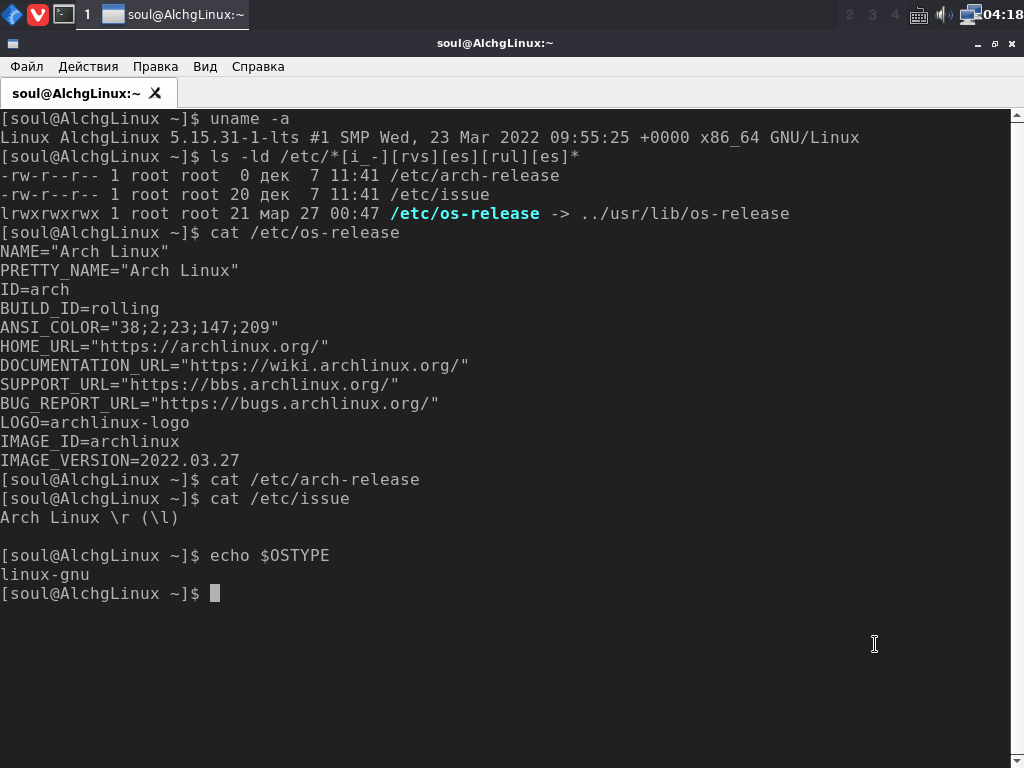 1 soul@AlchgLinux:~ 2 3 4 04:18
soul@AlchgLinux:~
Файл Действия Правка Вид Справка
soul@AlchgLinux:~
[soul@AlchgLinux ~]$ uname -a
Linux AlchgLinux 5.15.31-1-lts #1 SMP Wed, 23 Mar 2022 09:55:25 +0000 x86_64 GNU/Linux
[soul@AlchgLinux ~]$ ls -ld /etc/*[i_-][rvs][es][rul][es]*
-rw-r--r-- 1 root root  0 дек  7 11:41 /etc/arch-release
-rw-r--r-- 1 root root 20 дек  7 11:41 /etc/issue
lrwxrwxrwx 1 root root 21 мар 27 00:47 /etc/os-release -> ../usr/lib/os-release
[soul@AlchgLinux ~]$ cat /etc/os-release
NAME="Arch Linux"
PRETTY_NAME="Arch Linux"
ID=arch
BUILD_ID=rolling
ANSI_COLOR="38;2;23;147;209"
HOME_URL="https://archlinux.org/"
DOCUMENTATION_URL="https://wiki.archlinux.org/"
SUPPORT_URL="https://bbs.archlinux.org/"
BUG_REPORT_URL="https://bugs.archlinux.org/"
LOGO=archlinux-logo
IMAGE_ID=archlinux
IMAGE_VERSION=2022.03.27
[soul@AlchgLinux ~]$ cat /etc/arch-release
[soul@AlchgLinux ~]$ cat /etc/issue
Arch Linux \r (\l)
[soul@AlchgLinux ~]$ echo $OSTYPE
linux-gnu
[soul@AlchgLinux ~]$